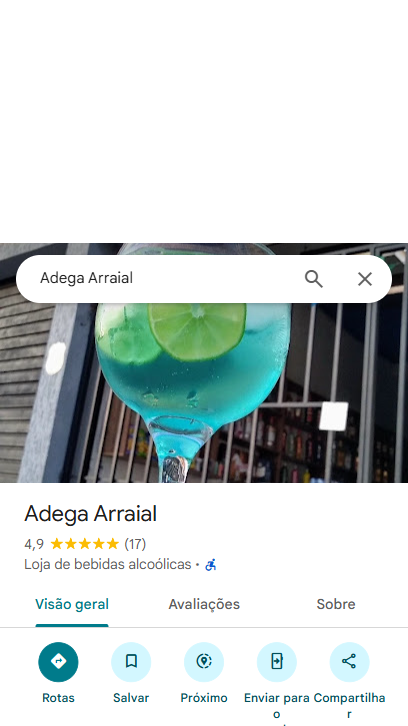 Adega Arraial
Adega Arraial
4,9 (17)
Loja de bebidas alcoólicas •
Visão geral Avaliações Sobre
Rotas Salvar Próximo Enviar para Compartilha
o r